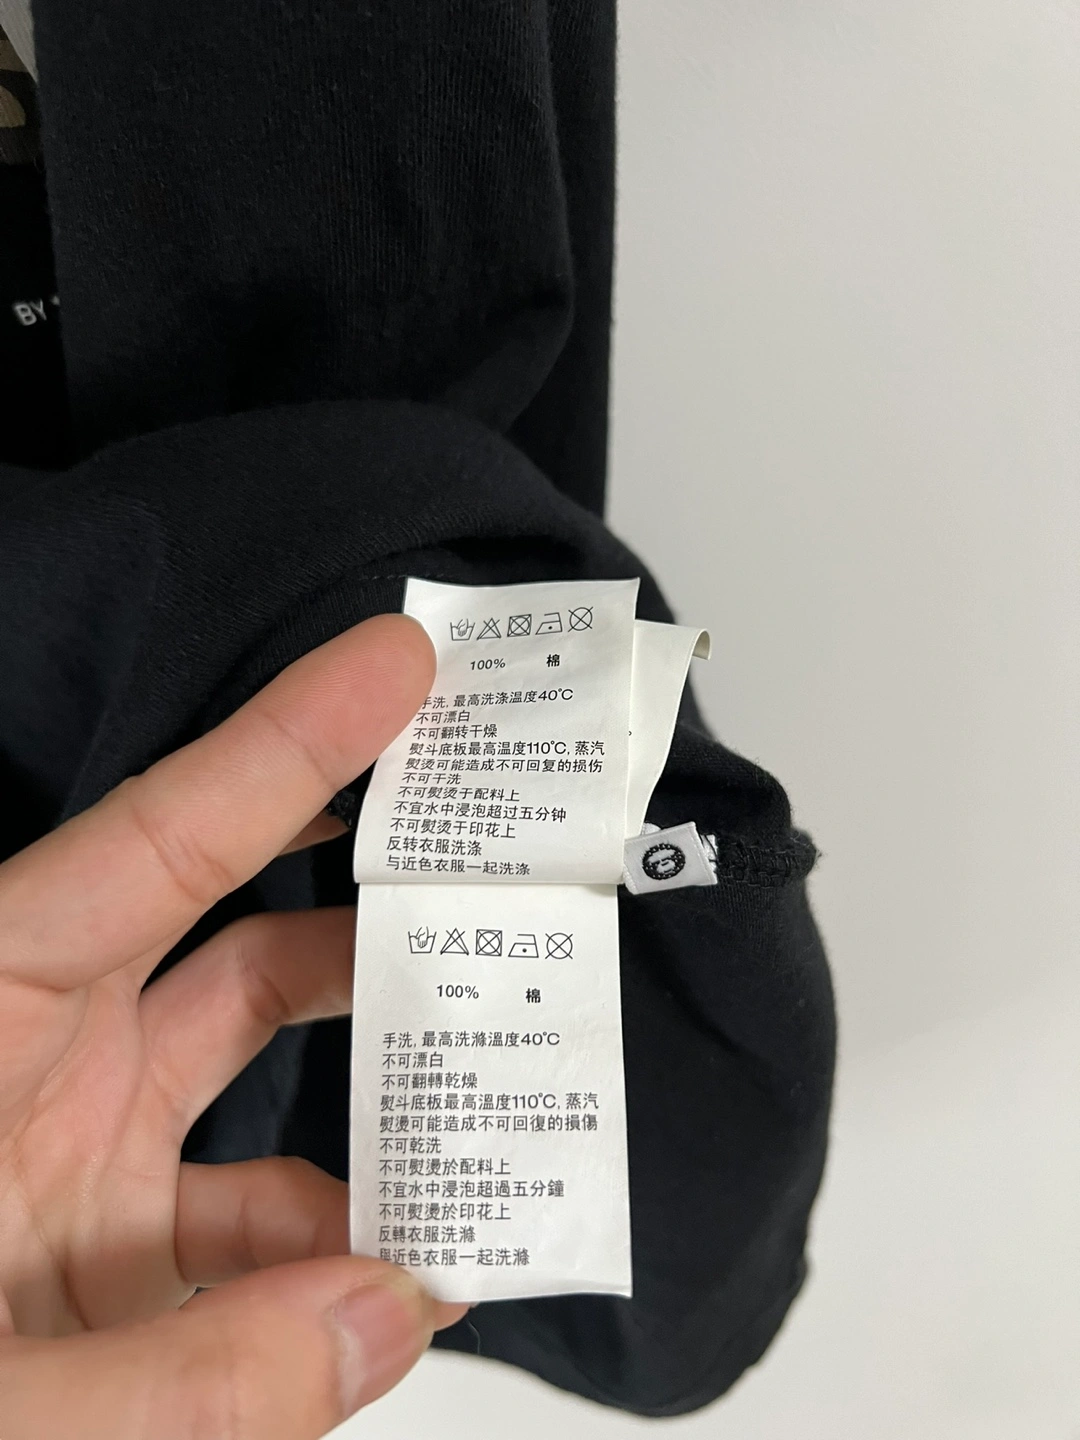 BY
100% 棉
手洗, 最高洗涤温度40°C
不可漂白
不可翻转干燥
熨斗底板最高温度110°C, 蒸汽
熨烫可能造成不可回复的损伤
不可干洗
不可熨烫于配料上
不宜水中浸泡超过五分钟
不可熨烫于印花上
反转衣服洗涤
与近色衣服一起洗涤
100% 棉
手洗, 最高洗滌溫度40°C
不可漂白
不可翻轉乾燥
熨斗底板最高溫度110°C, 蒸汽
熨燙可能造成不可回復的損傷
不可乾洗
不可熨燙於配料上
不宜水中浸泡超過五分鐘
不可熨燙於印花上
反轉衣服洗滌
與近色衣服一起洗滌